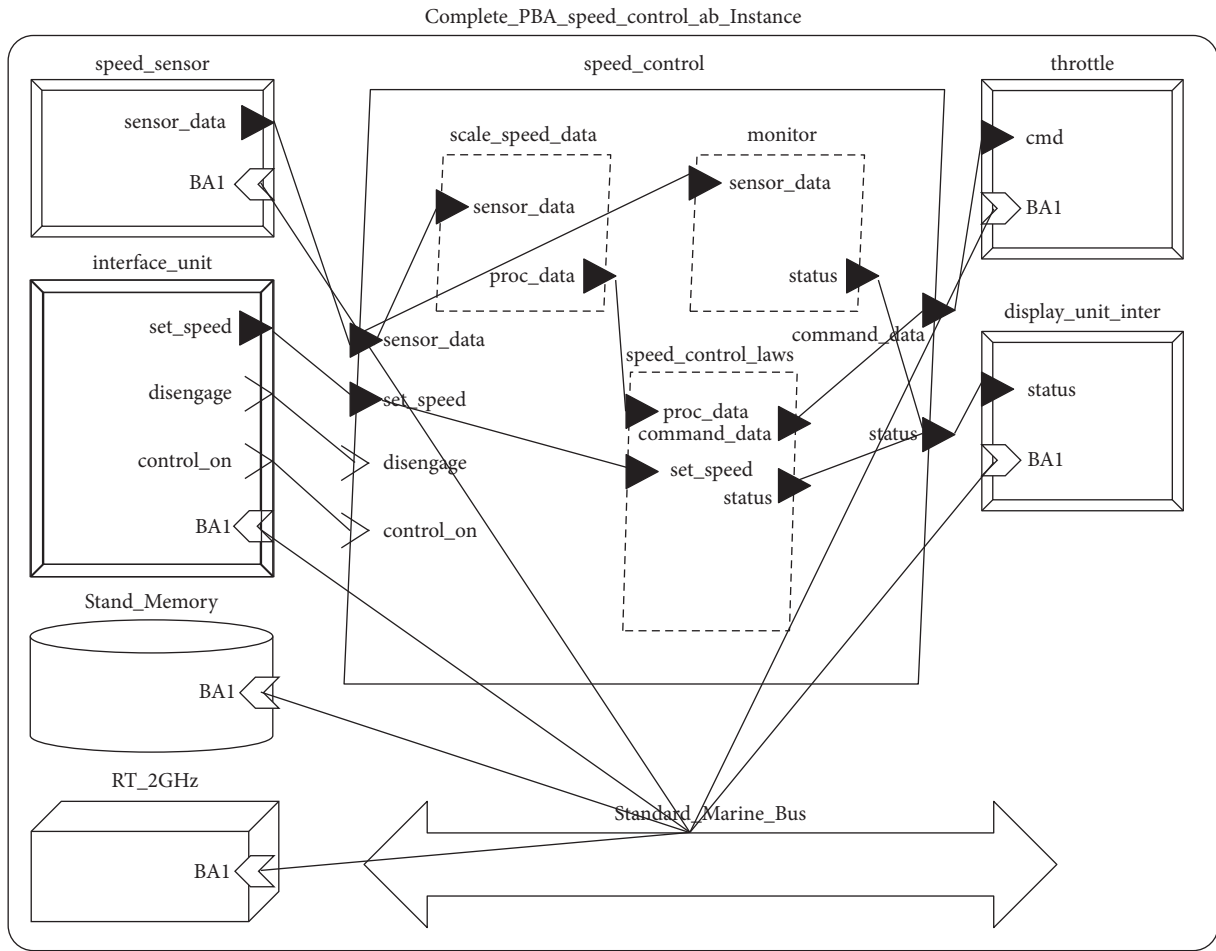 Complete_PBA_speed_control_ab_Instance
speed_sensor
sensor_data
BA1
interface_unit
set_speed
disengage
control_on
BA1
Stand_Memory
BA1
RT_2GHz
BA1
speed_control
sensor_data
set_speed
disengage
control_on
scale_speed_data
sensor_data
proc_data
monitor
sensor_data
status
speed_control_laws
proc_data
command_data
set_speed
status
command_data
status
throttle
cmd
BA1
display_unit_inter
status
BA1
Standard_Marine_Bus